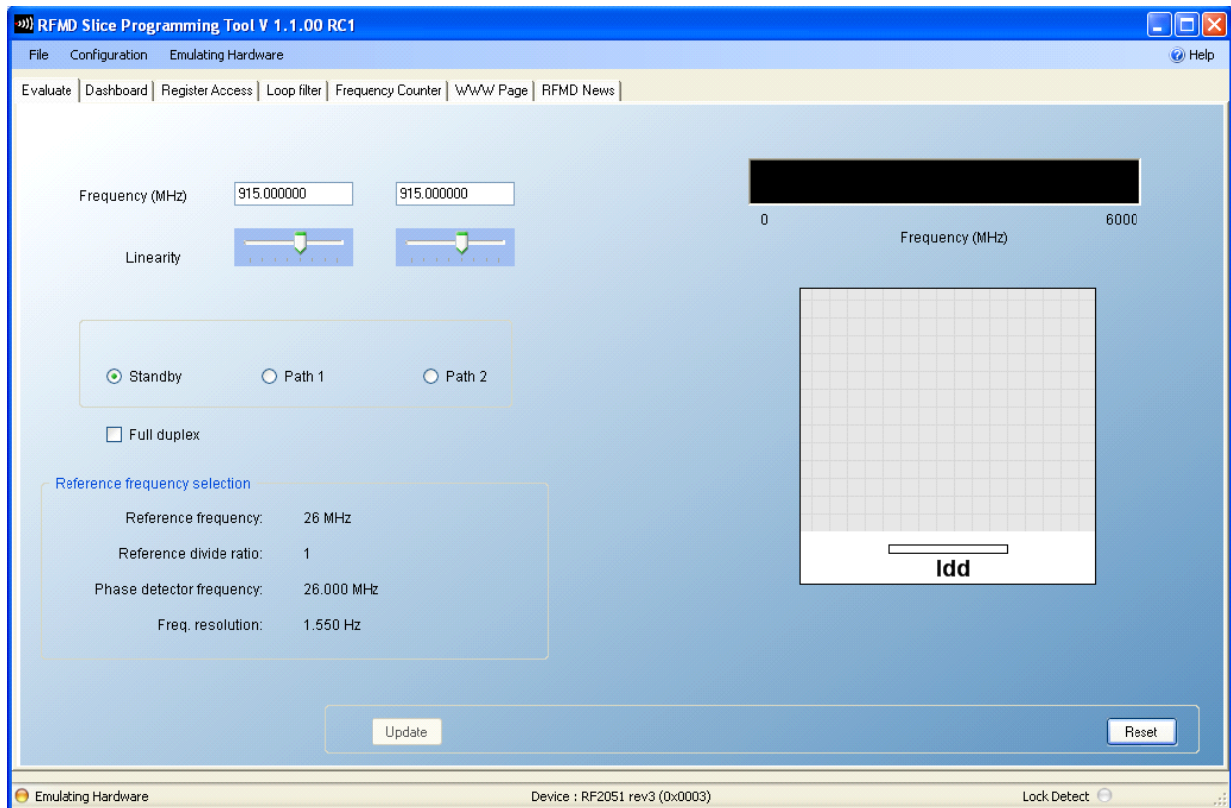 RFMD Slice Programming Tool V 1.1.00 RC1
File Configuration Emulating Hardware Help
Evaluate Dashboard Register Access Loop filter Frequency Counter WWW Page RFMD News
Frequency (MHz) 915.000000 915.000000
0 6000
Frequency (MHz)
Linearity
Standby Path 1 Path 2
Full duplex
Reference frequency selection
Reference frequency: 26 MHz
Reference divide ratio: 1
Phase detector frequency: 26.000 MHz
Freq. resolution: 1.550 Hz
Idd
Update Reset
Emulating Hardware Device : RF2051 rev3 (0x0003) Lock Detect